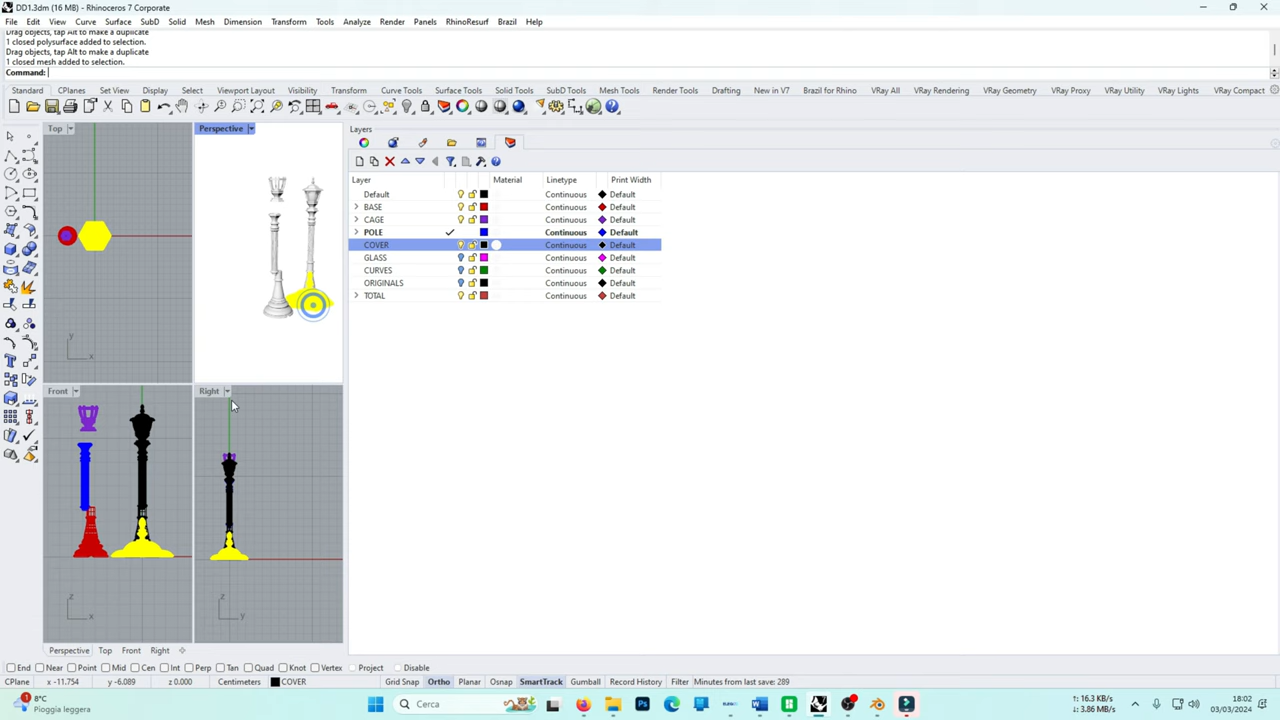 DD1.3dm (16 MB) - Rhinoceros 7 Corporate
File Edit View Curve Surface SubD Solid Mesh Dimension Transform Tools Analyze Render Panels RhinoResurf Brazil Help
Drag objects, tap Alt to make a duplicate
1 closed polysurface added to selection.
Drag objects, tap Alt to make a duplicate
1 closed mesh added to selection.
Command:
Standard CPlanes Set View Display Select Viewport Layout Visibility Transform Curve Tools Surface Tools Solid Tools SubD Tools Mesh Tools Render Tools Drafting New in V7 Brazil for Rhino VRay All VRay Rendering VRay Geometry VRay Proxy VRay Utility VRay Lights VRay Compact
Top Perspective Layers
Layer Material Linetype Print Width
Default Continuous Default
BASE Continuous Default
CAGE Continuous Default
POLE Continuous Default
COVER Continuous Default
GLASS Continuous Default
CURVES Continuous Default
ORIGINALS Continuous Default
TOTAL Continuous Default
y
x
Front Right
z z
x y
Perspective Top Front Right
End Near Point Mid Cen Int Perp Tan Quad Knot Vertex Project Disable
CPlane x -11.754 y -6.089 z 0.000 Centimeters COVER Grid Snap Ortho Planar Osnap SmartTrack Gumball Record History Filter Minutes from last save: 289
1
8°C
Pioggia leggera
Cerca
↑: 16.3 KB/s
↓: 3.86 MB/s
18:02
03/03/2024